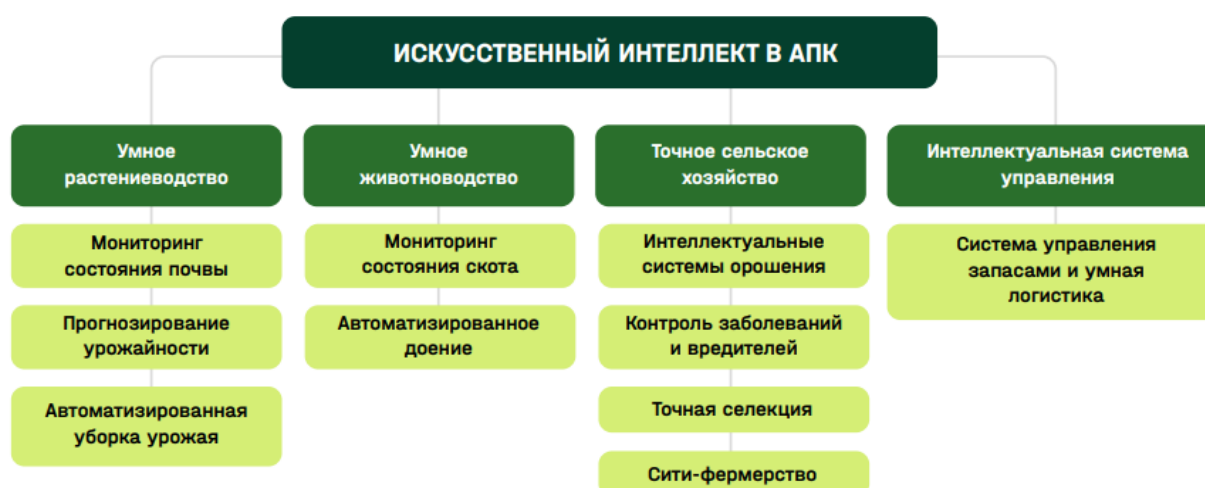 ИСКУССТВЕННЫЙ ИНТЕЛЛЕКТ В АПК
Умное
растениеводство
Мониторинг
состояния почвы
Прогнозирование
урожайности
Автоматизированная
уборка урожая
Умное
животноводство
Мониторинг
состояния скота
Автоматизированное
доение
Точное сельское
хозяйство
Интеллектуальные
системы орошения
Контроль заболеваний
и вредителей
Точная селекция
Сити-фермерство
Интеллектуальная система
управления
Система управления
запасами и умная
логистика